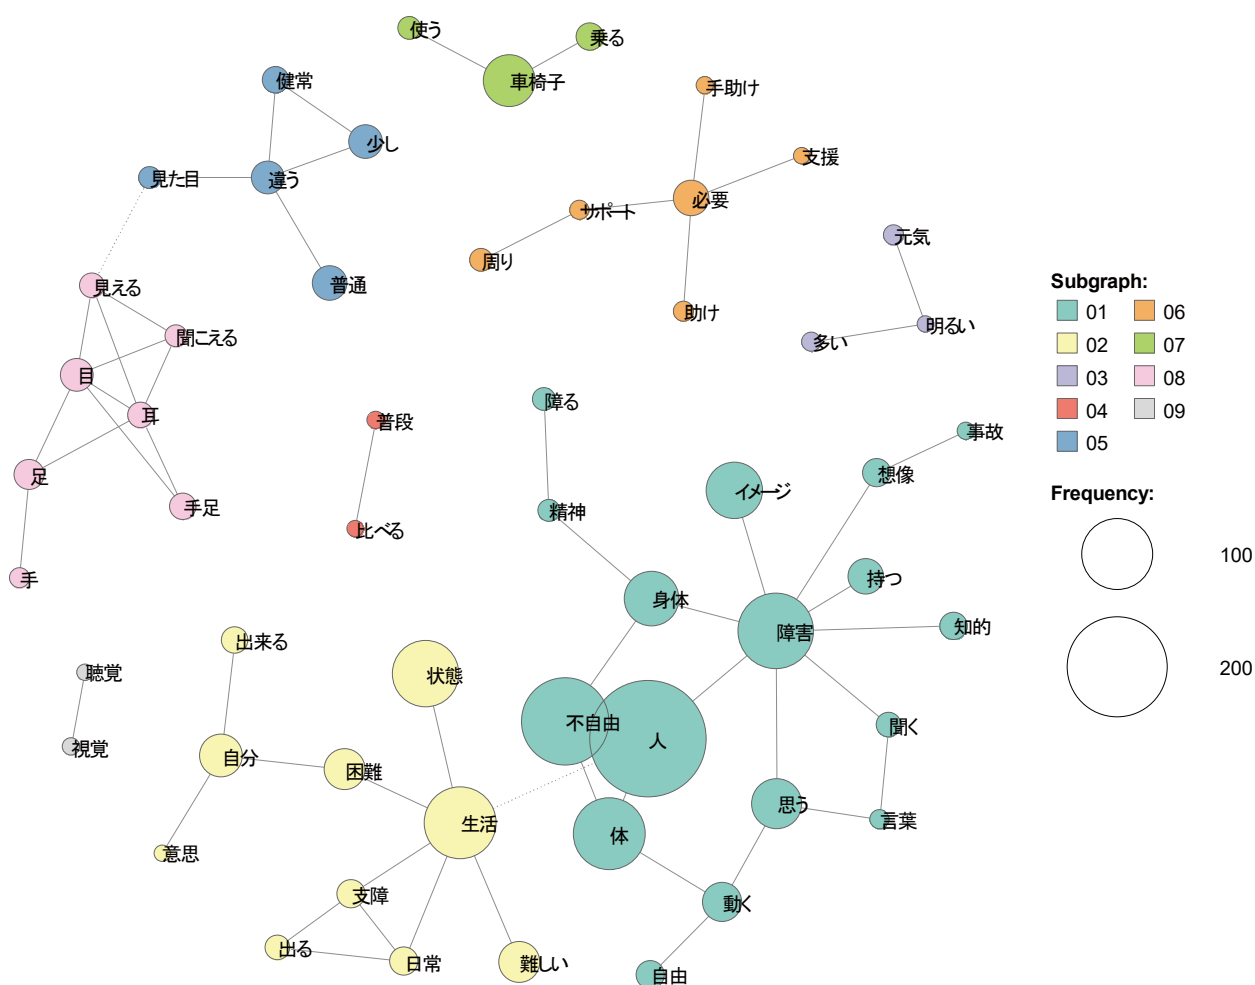 使う
乗る
車椅子
健常
少し
見た目
違う
普通
手助け
支援
必要
サポート
周り
助け
元気
明るい
多い
見える
聞こえる
目
耳
足
手足
手
普段
比べる
障る
精神
イメージ
事故
想像
持つ
身体
障害
知的
不自由
人
聞く
思う
言葉
体
動く
自由
聴覚
視覚
出来る
状態
自分
困難
生活
意思
支障
出る
日常
難しい
Subgraph:
01 06
02 07
03 08
04 09
05
Frequency:
100
200